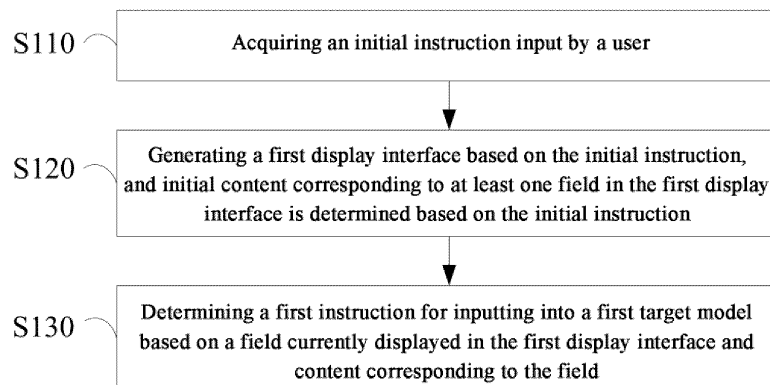 S110
Acquiring an initial instruction input by a user
S120
Generating a first display interface based on the initial instruction,
and initial content corresponding to at least one field in the first display
interface is determined based on the initial instruction
S130
Determining a first instruction for inputting into a first target model
based on a field currently displayed in the first display interface and
content corresponding to the field